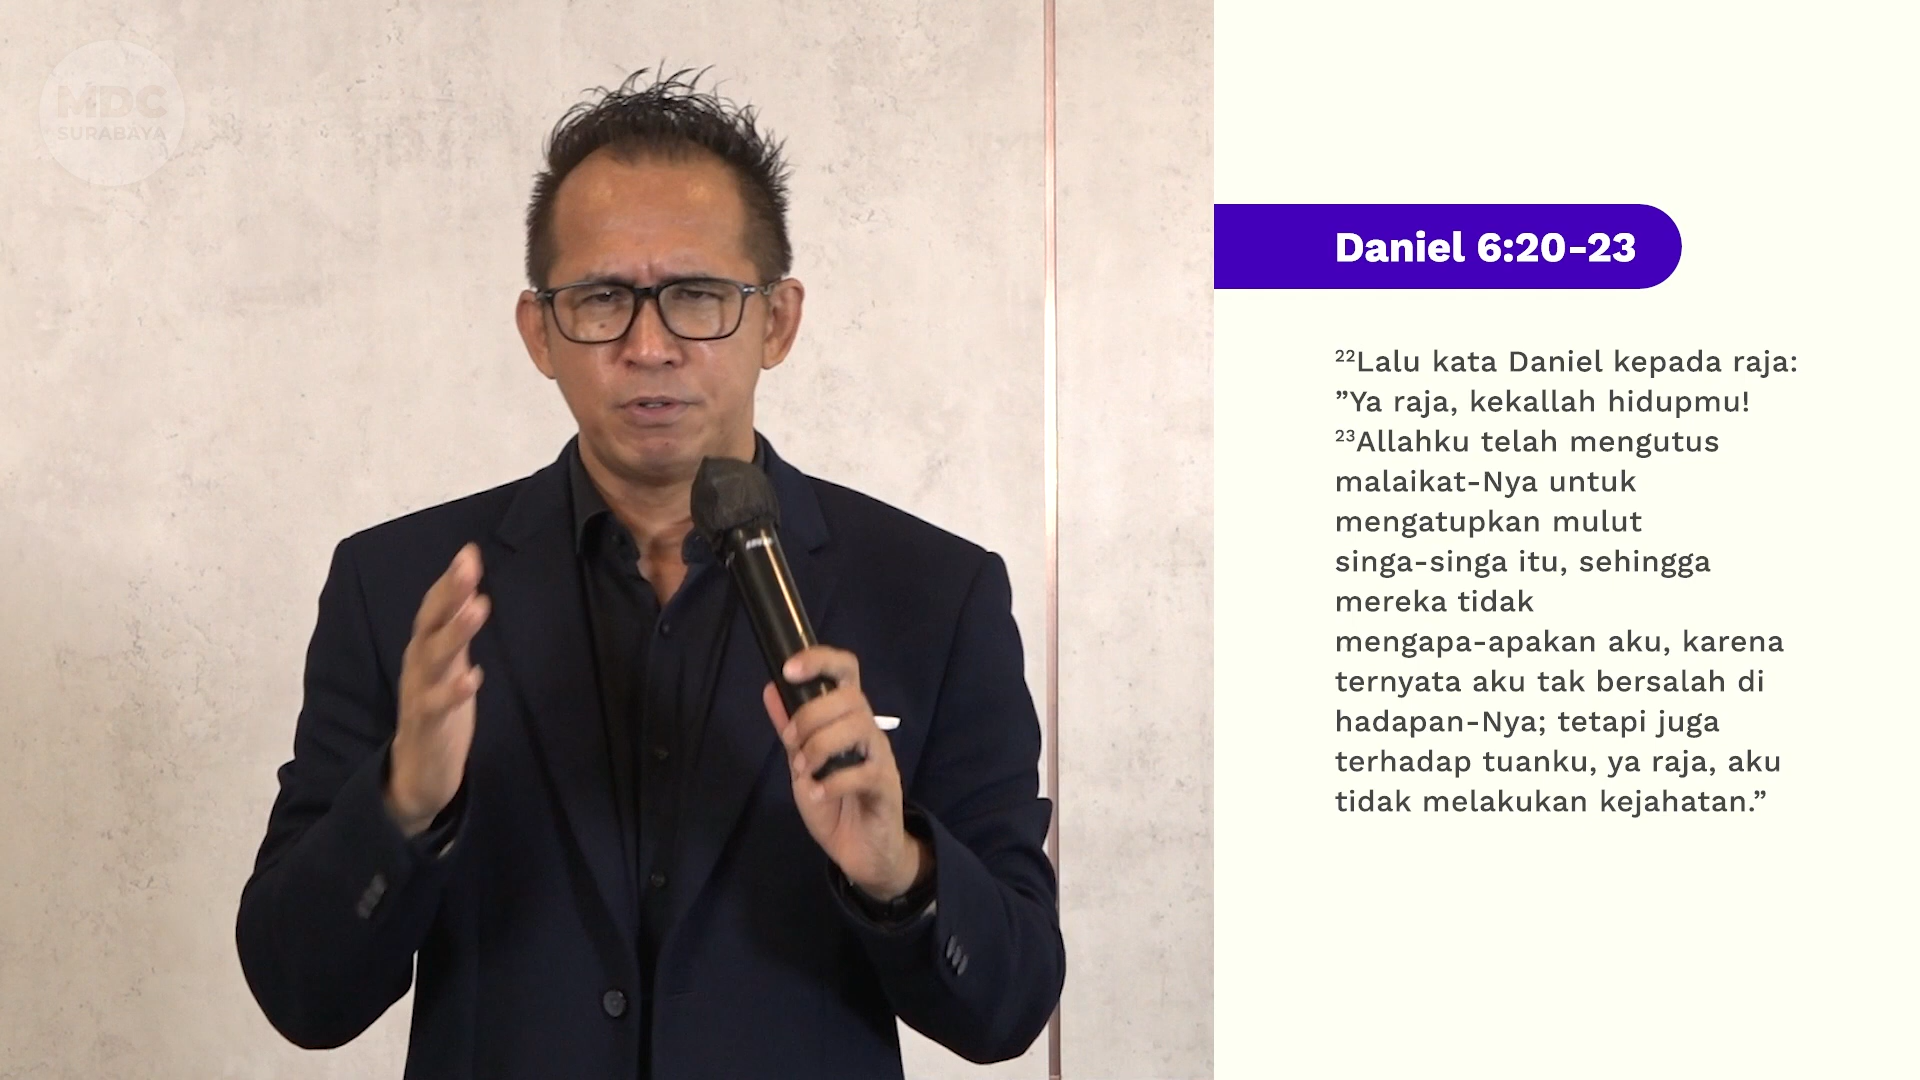 MDC
SURABAYA
Daniel 6:20-23
²²Lalu kata Daniel kepada raja:
”Ya raja, kekallah hidupmu!
²³Allahku telah mengutus
malaikat-Nya untuk
mengatupkan mulut
singa-singa itu, sehingga
mereka tidak
mengapa-apakan aku, karena
ternyata aku tak bersalah di
hadapan-Nya; tetapi juga
terhadap tuanku, ya raja, aku
tidak melakukan kejahatan.”